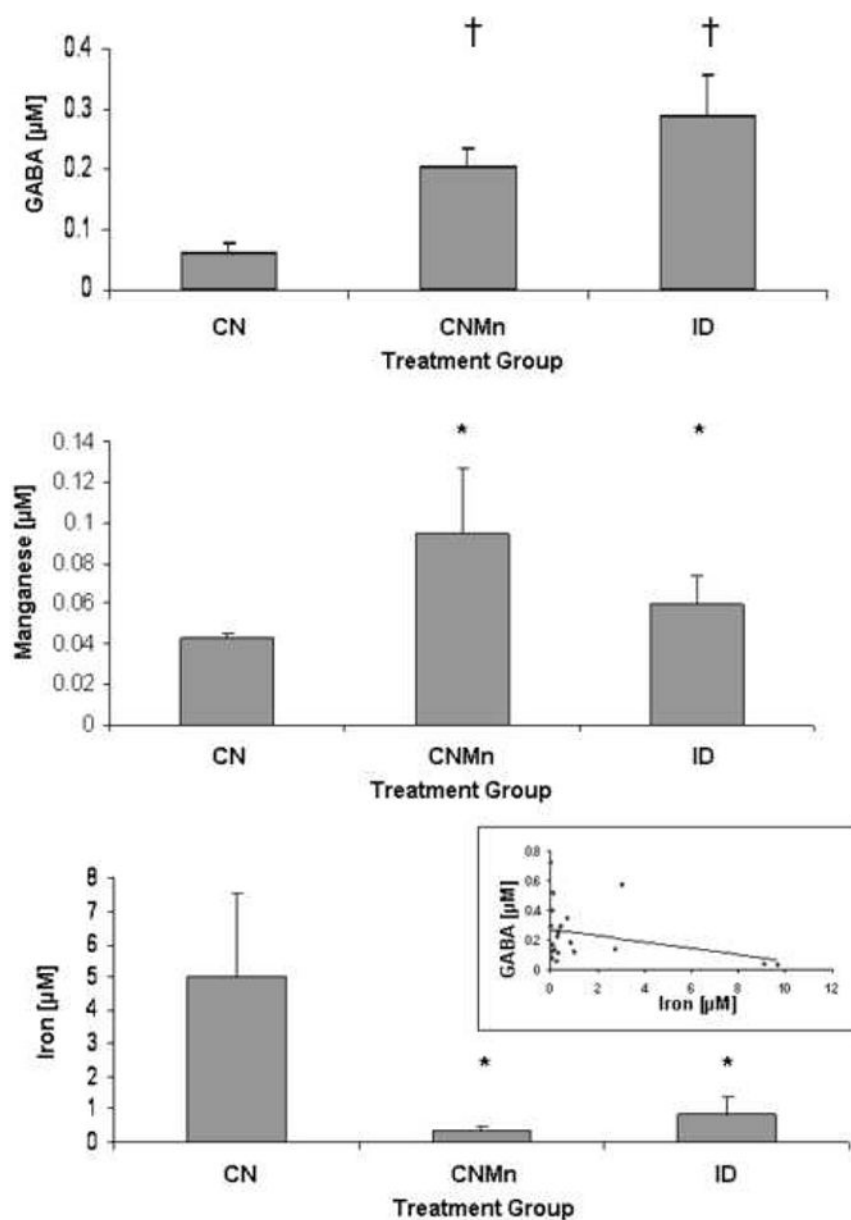 † †
0.4
0.3
0.2
0.1
0
GABA [µM]
CN CNMn ID
Treatment Group
* *
0.14
0.12
0.1
0.08
0.06
0.04
0.02
0
Manganese [µM]
CN CNMn ID
Treatment Group
8
7
6
5
4
3
2
1
0
Iron [µM]
0.8
0.6
0.4
0.2
0
GABA [µM]
0 2 4 6 8 10 12
Iron [µM]
* *
CN CNMn ID
Treatment Group